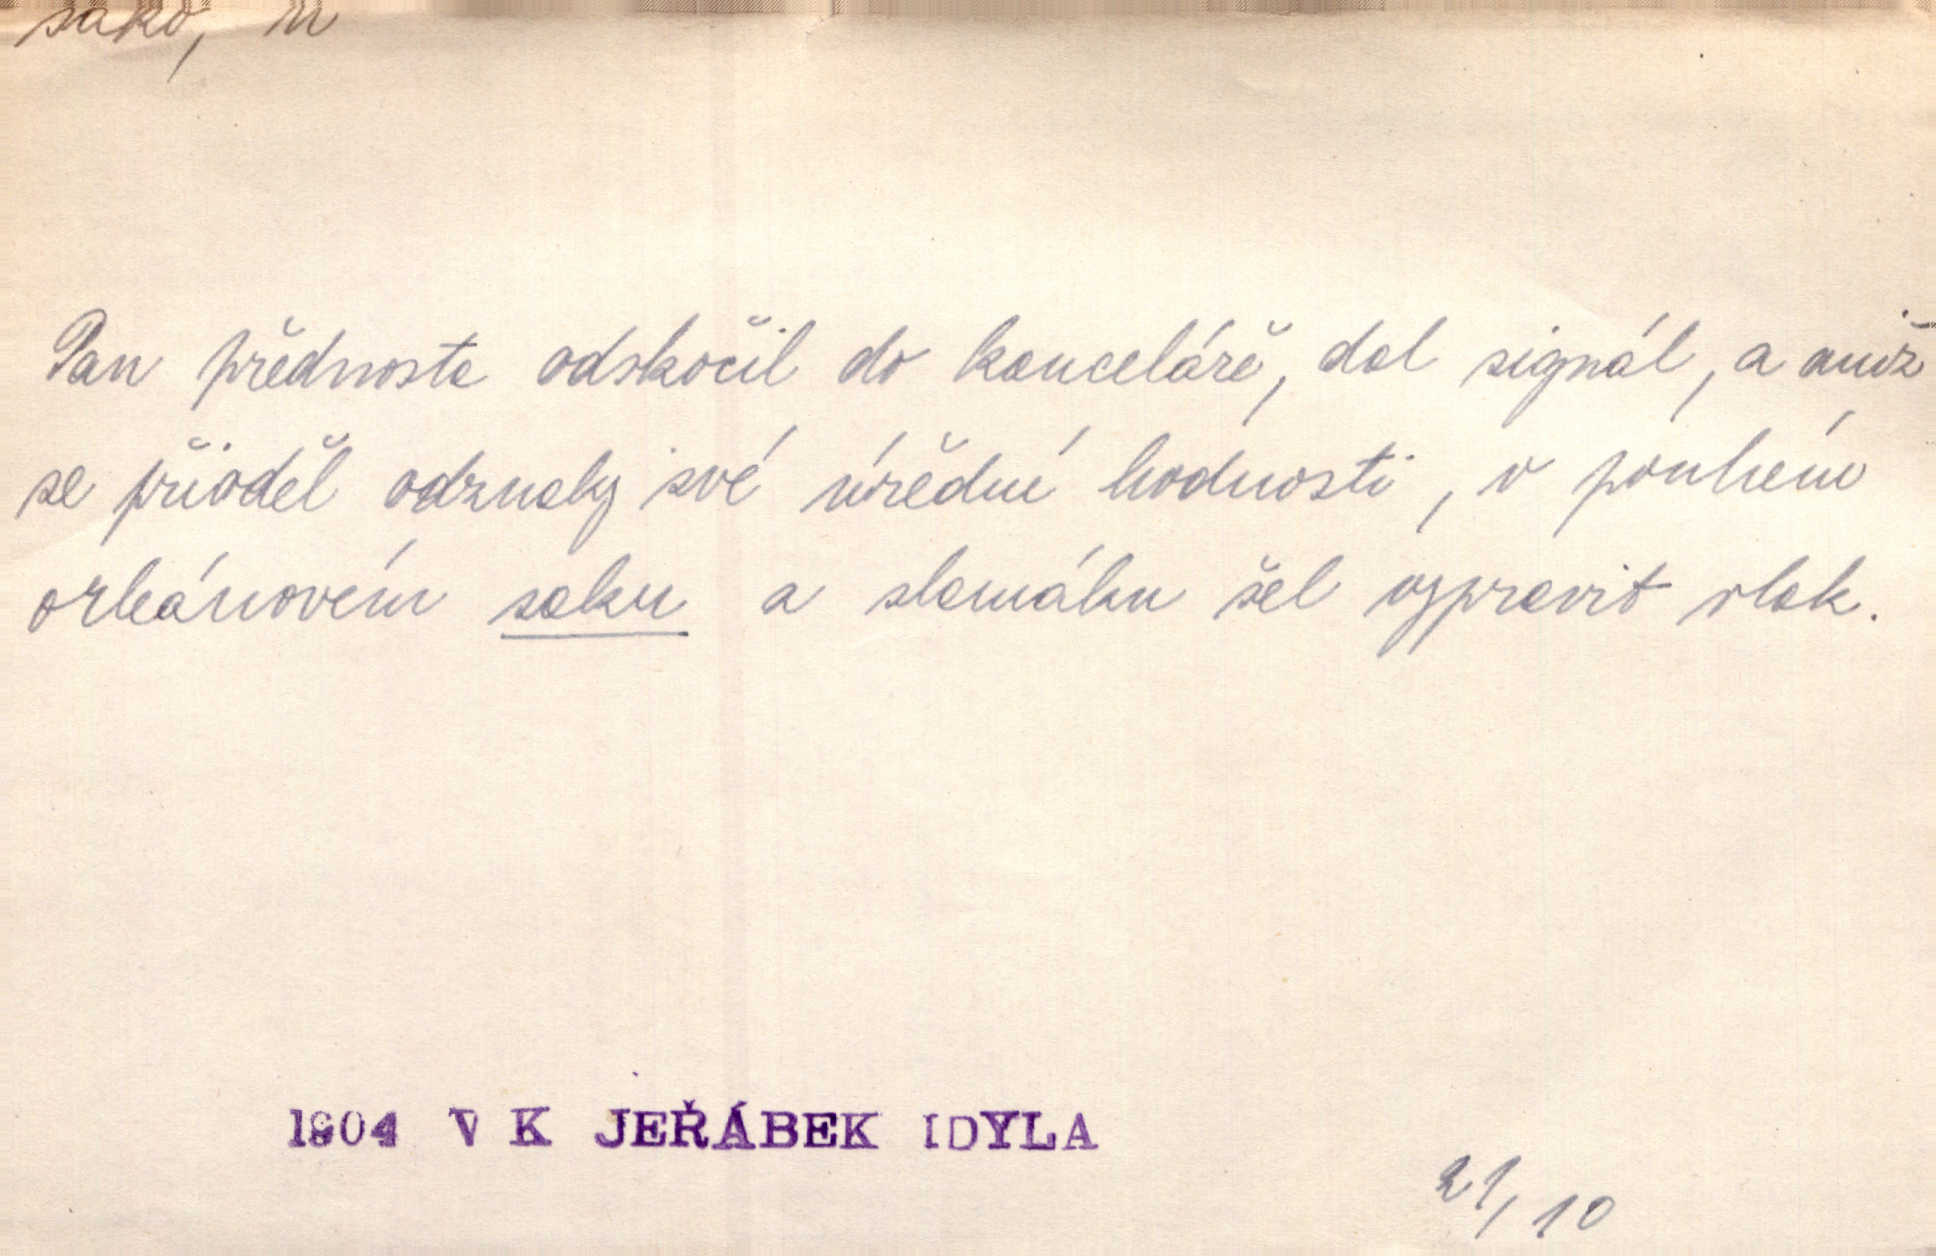 sako, n
Pan přednosta odskočil do kanceláře, dal signál, a aniž
se přioděl odznaky své úřední hodnosti, v pouhém
orleánovém saku a slamáku šel vypravit vlak.
1904 V K JEŘÁBEK IDYLA
21/10